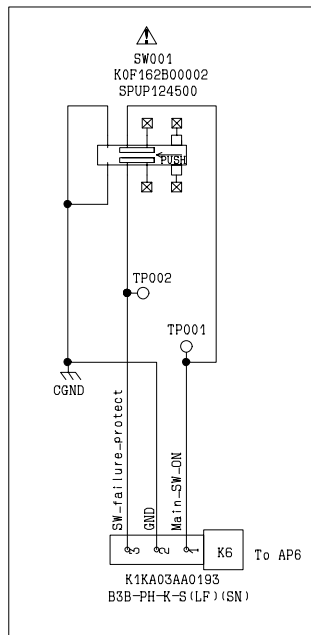 SW001
K0F162B00002
SPUP124500
PUSH
TP002
TP001
CGND
SW-failure-protect
GND
Main-SW-ON
3
2
1
K6
To AP6
K1KA03AA0193
B3B-PH-K-S(LF)(SN)